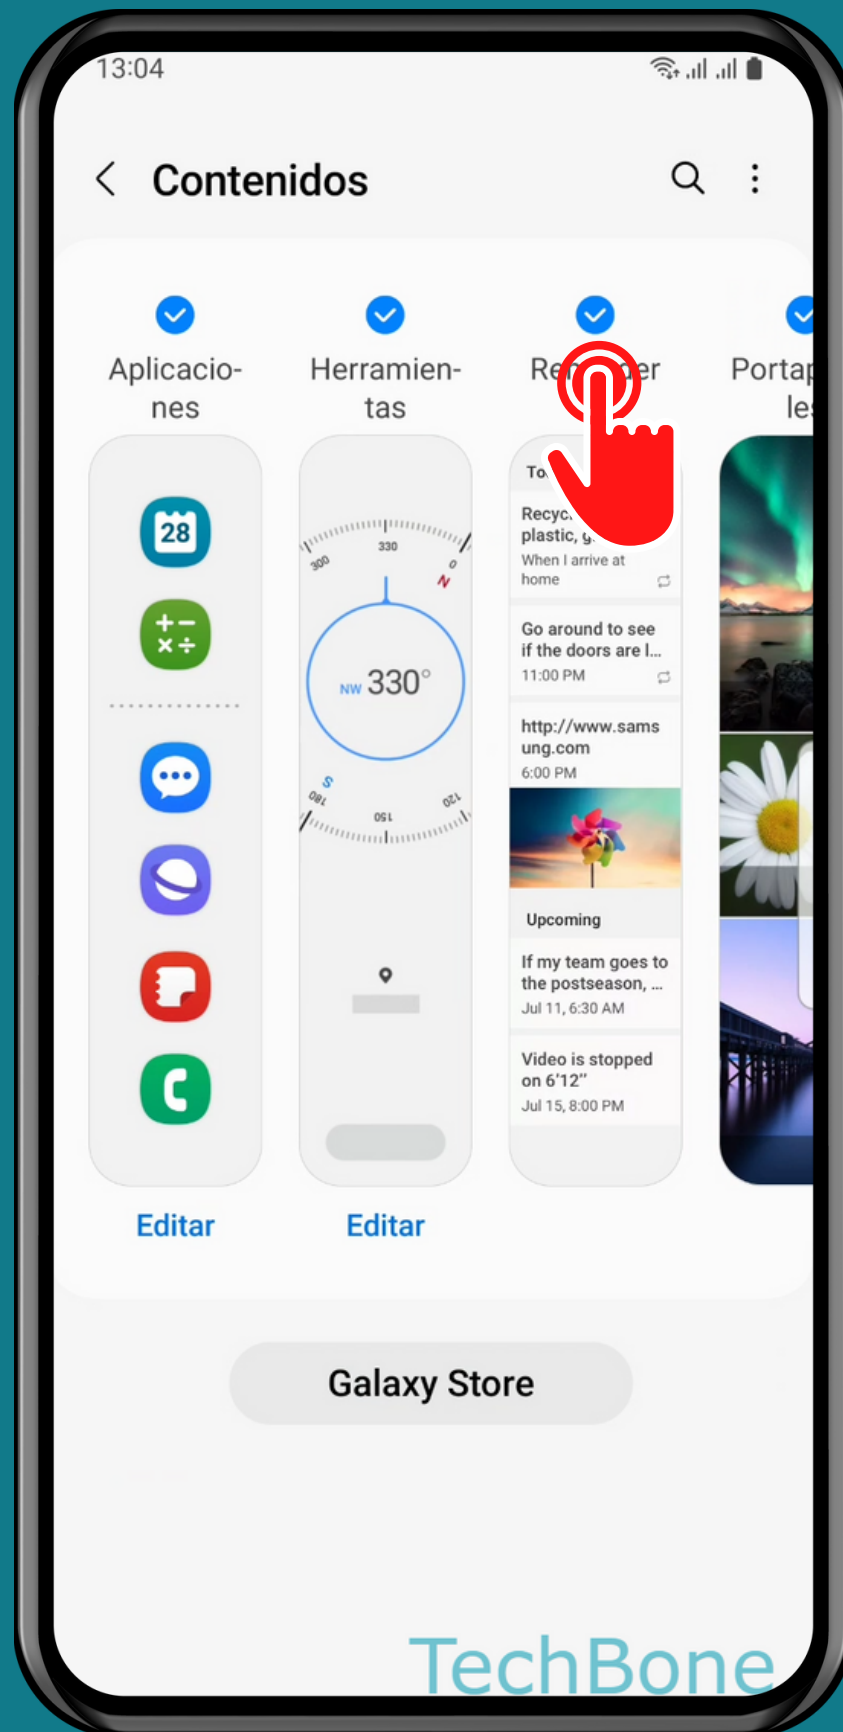 13:04
Contenidos
Aplicacio-
nes
28
Editar
Herramien-
tas
330
300
0
N
NW 330°
S
180
150
120
Editar
Recyc
plastic, g
When I arrive at
home
Go around to see
if the doors are l...
11:00 PM
http://www.sams
ung.com
6:00 PM
Upcoming
If my team goes to
the postseason, ...
Jul 11, 6:30 AM
Video is stopped
on 6'12"
Jul 15, 8:00 PM
Galaxy Store
TechBone